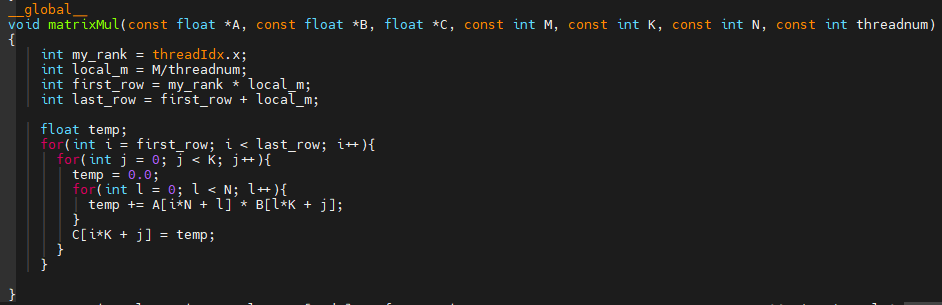 __global__
void matrixMul(const float *A, const float *B, float *C, const int M, const int K, const int N, const int threadnum)
{
int my_rank = threadIdx.x;
int local_m = M/threadnum;
int first_row = my_rank * local_m;
int last_row = first_row + local_m;
float temp;
for(int i = first_row; i < last_row; i++){
for(int j = 0; j < K; j++){
temp = 0.0;
for(int l = 0; l < N; l++){
temp += A[i*N + l] * B[l*K + j];
}
C[i*K + j] = temp;
}
}
}